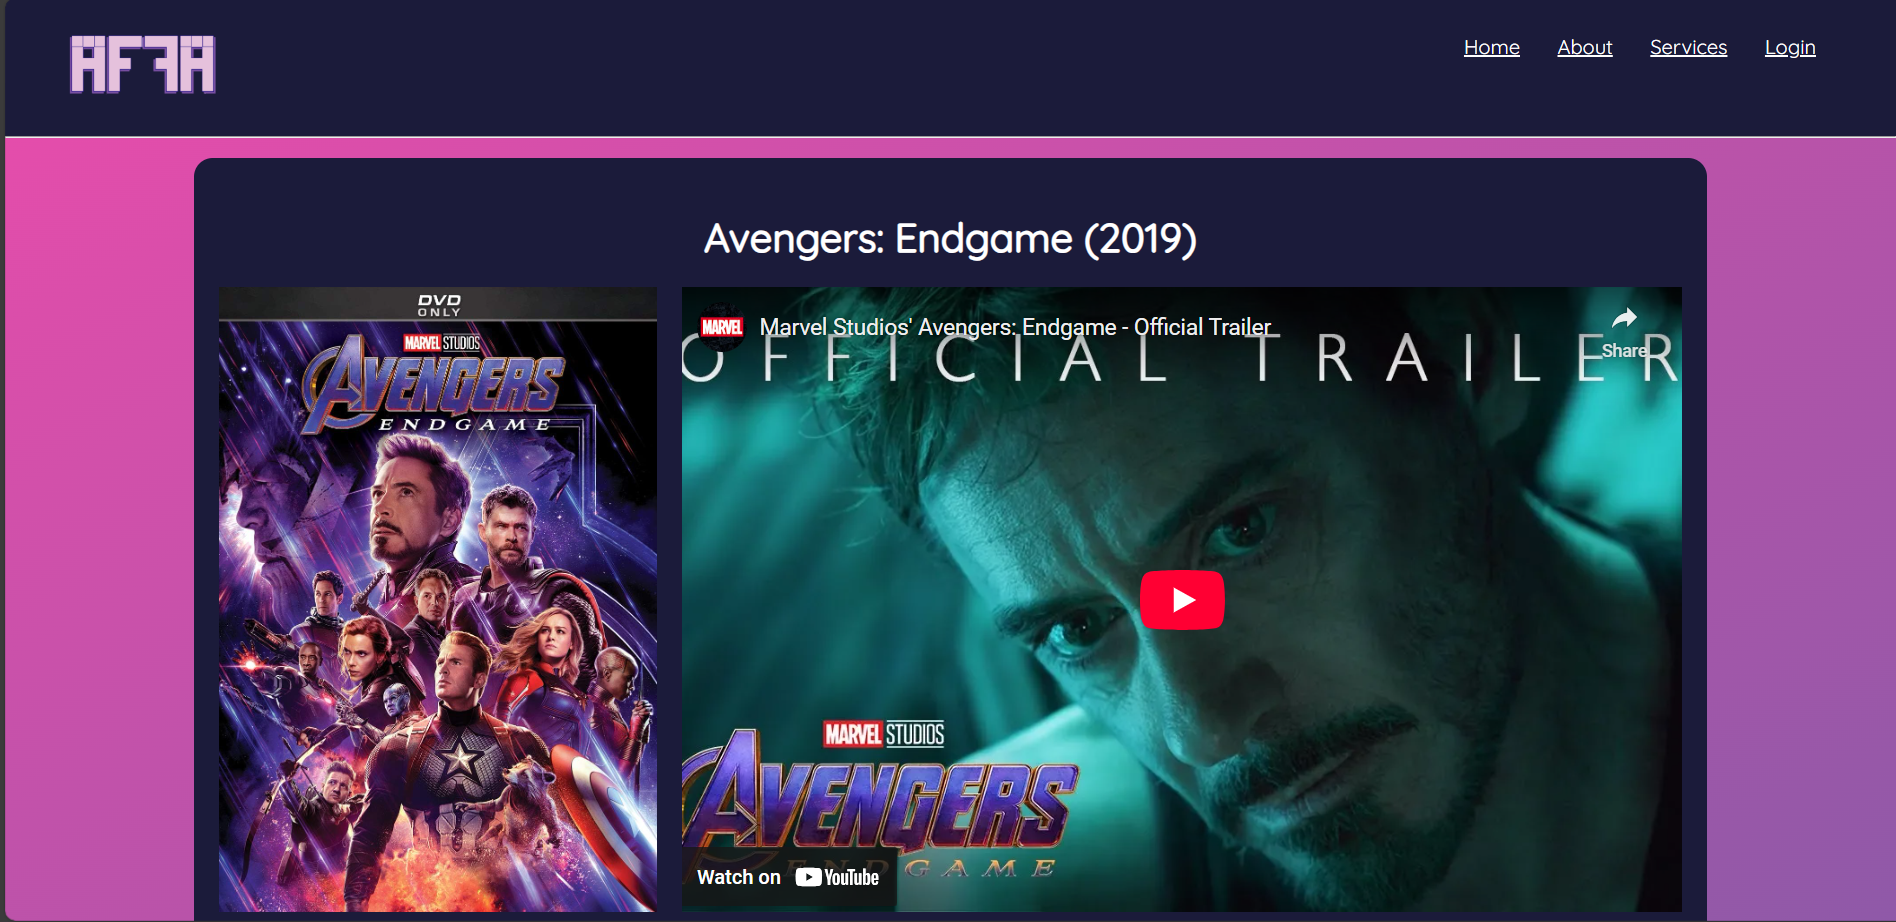 AFFA
Home About Services Login
Avengers: Endgame (2019)
DVD
ONLY
MARVEL STUDIOS
AVENGERS
ENDGAME
MARVEL Marvel Studios' Avengers: Endgame - Official Trailer
Share
OFFICIAL TRAILER
MARVEL STUDIOS
AVENGERS
ENDGAME
Watch on YouTube